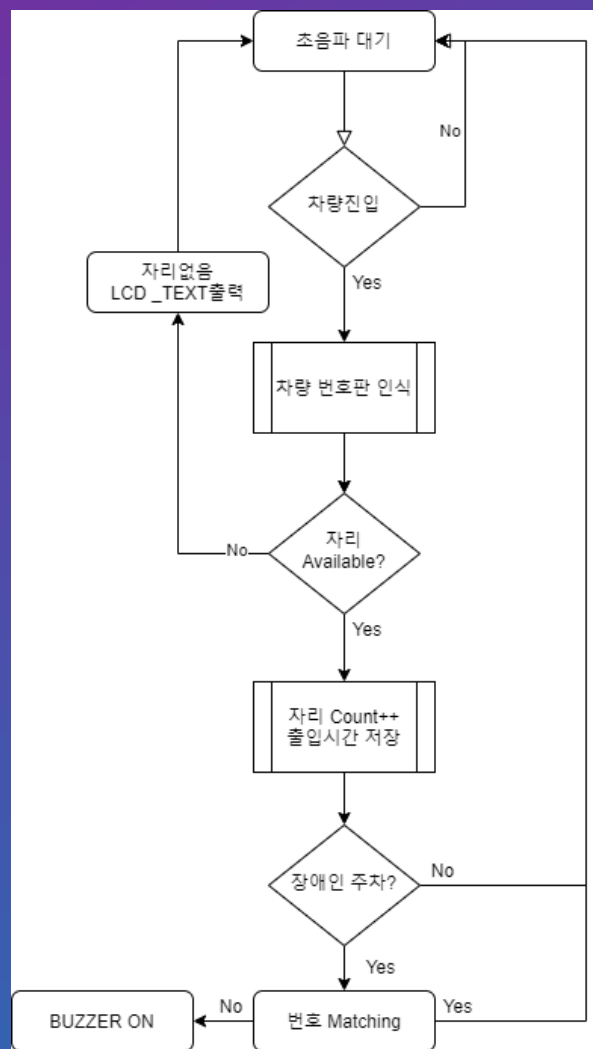 초음파 대기
No
차량진입
자리없음
LCD _TEXT출력
Yes
차량 번호판 인식
자리
Available?
No
Yes
자리 Count++
출입시간 저장
장애인 주차?
No
Yes
BUZZER ON
No
번호 Matching
Yes